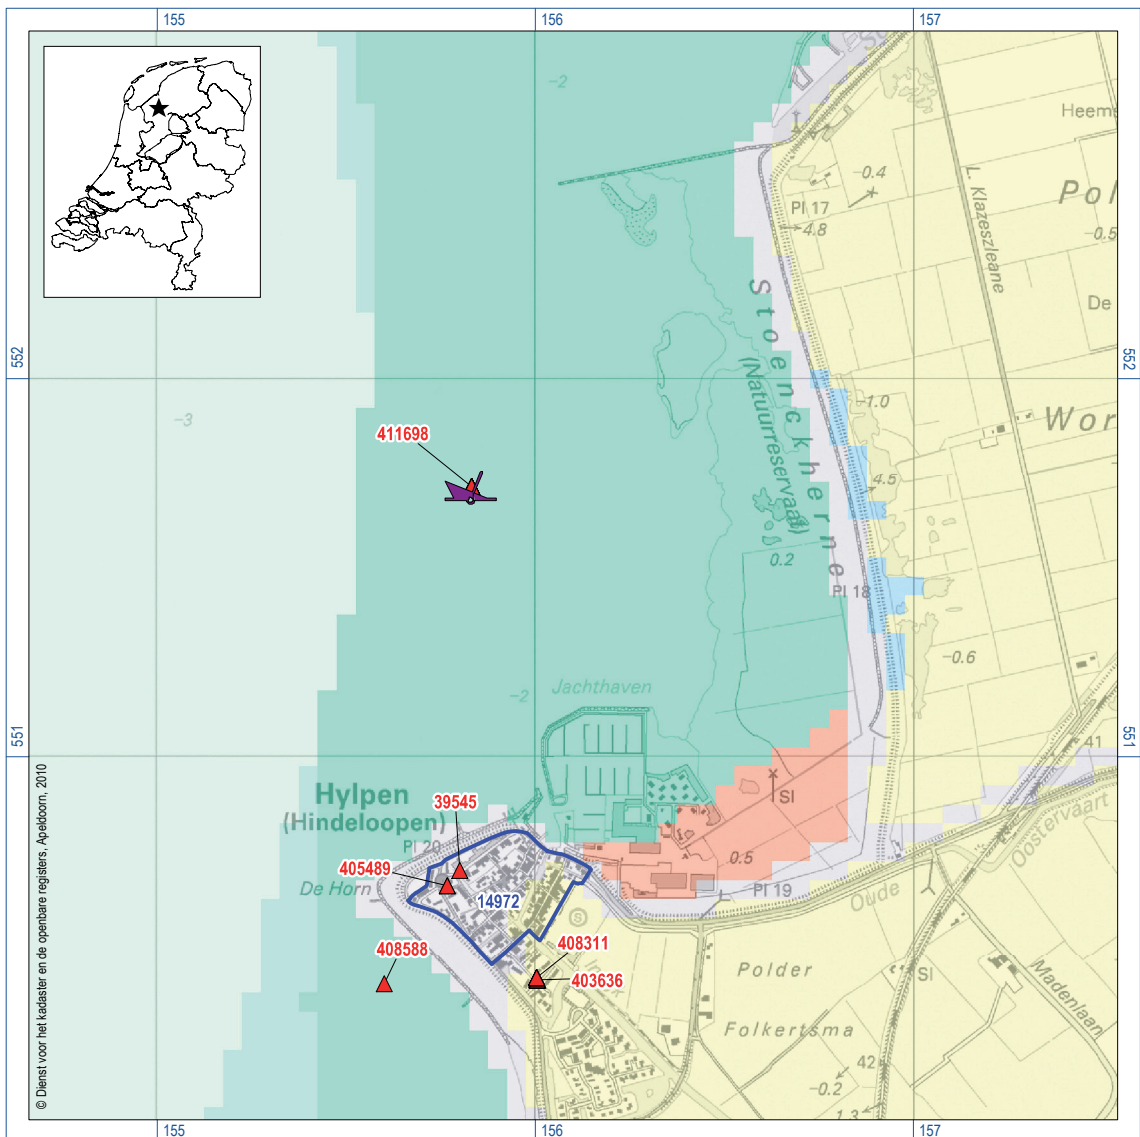 155
156
157
-2
Heems
-0.4
Pol
Pl 17
4.8
-0.5
L. Klazeszleane
De
Stoenckherne
(Natuurreservaat)
552
552
-3
-1.0
Wor
411698
4.5
0.2
Pl 18
-0.6
-2
Jachthaven
551
551
41
Hylpen
(Hindeloopen)
39545
Sl
Oostervaart
Pl 20
405489
0.5
De Horn
14972
Pl 19
Oude
S
408311
408588
403636
Polder
Sl
Madenlaan
Folkertsma
42
-0.2
1.3
© Dienst voor het kadaster en de openbare registers, Apeldoorn, 2010
155
156
157